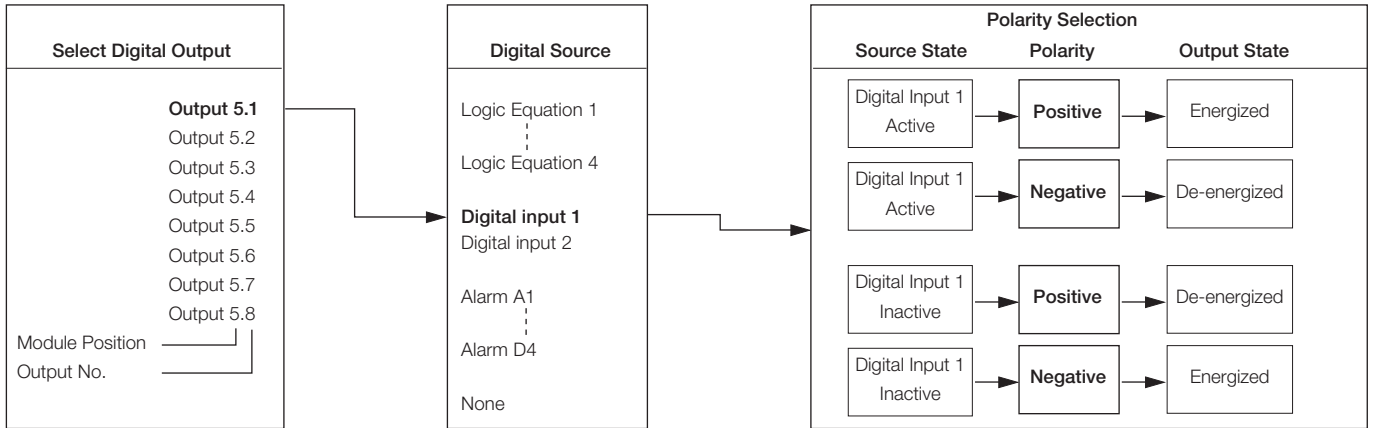 Select Digital Output
Output 5.1
Output 5.2
Output 5.3
Output 5.4
Output 5.5
Output 5.6
Output 5.7
Output 5.8
Module Position
Output No.
Digital Source
Logic Equation 1
Logic Equation 4
Digital input 1
Digital input 2
Alarm A1
Alarm D4
None
Polarity Selection
Source State Polarity Output State
Digital Input 1
Active
Positive
Energized
Digital Input 1
Active
Negative
De-energized
Digital Input 1
Inactive
Positive
De-energized
Digital Input 1
Inactive
Negative
Energized